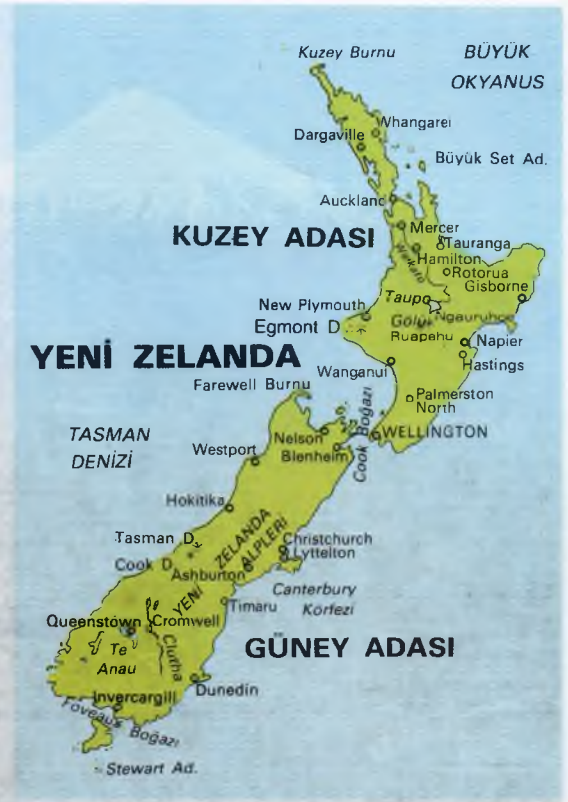 Kuzey Burnu
BÜYÜK
OKYANUS
Whangarei
Dargaville
Büyük Set Ad.
Auckland
Mercer
KUZEY ADASI
Tauranga
Hamilton
Waikato
Rotorua
Gisborne
Taupo
New Plymouth
Gölü
Ngauruhoe
Egmont D
Ruapehu
Napier
YENİ ZELANDA
Wanganui
Hastings
Farewell Burnu
Palmerston
North
Cook Boğazı
TASMAN
DENİZİ
Nelson
WELLINGTON
Westport
Blenheim
Hokitika
YENİ ZELANDA
ALPLERİ
Tasman D.
Christchurch
Lyttelton
Cook D.
Ashburton
Canterbury
Körfezi
Timaru
Queenstown
Cromwell
GÜNEY ADASI
Te
Anau
Clutha
Dunedin
Invercargill
Foveaux Boğazı
Stewart Ad.